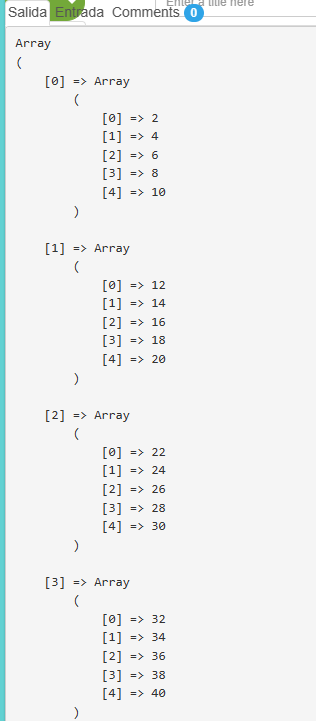 Enter a title here
Salida Entrada Comments 0
Array
(
    [0] => Array
        (
            [0] => 2
            [1] => 4
            [2] => 6
            [3] => 8
            [4] => 10
        )

    [1] => Array
        (
            [0] => 12
            [1] => 14
            [2] => 16
            [3] => 18
            [4] => 20
        )

    [2] => Array
        (
            [0] => 22
            [1] => 24
            [2] => 26
            [3] => 28
            [4] => 30
        )

    [3] => Array
        (
            [0] => 32
            [1] => 34
            [2] => 36
            [3] => 38
            [4] => 40
        )